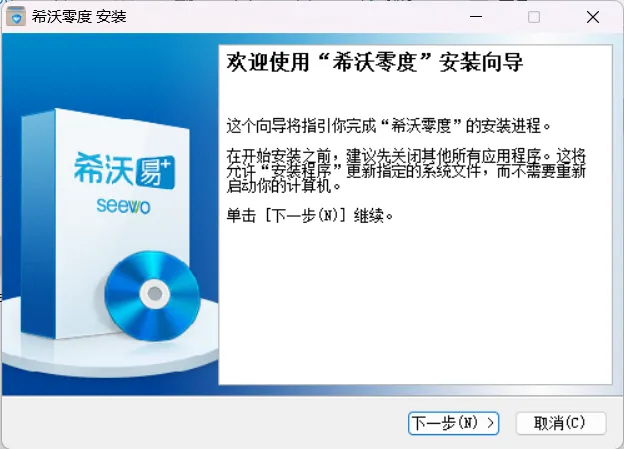 希沃零度 安装
欢迎使用“希沃零度”安装向导
这个向导将指引你完成“希沃零度”的安装进程。
在开始安装之前，建议先关闭其他所有应用程序。这将
允许“安装程序”更新指定的系统文件，而不需要重新
启动你的计算机。
单击 [下一步(N)] 继续。
希沃易+
seewo
下一步(N) >
取消(C)